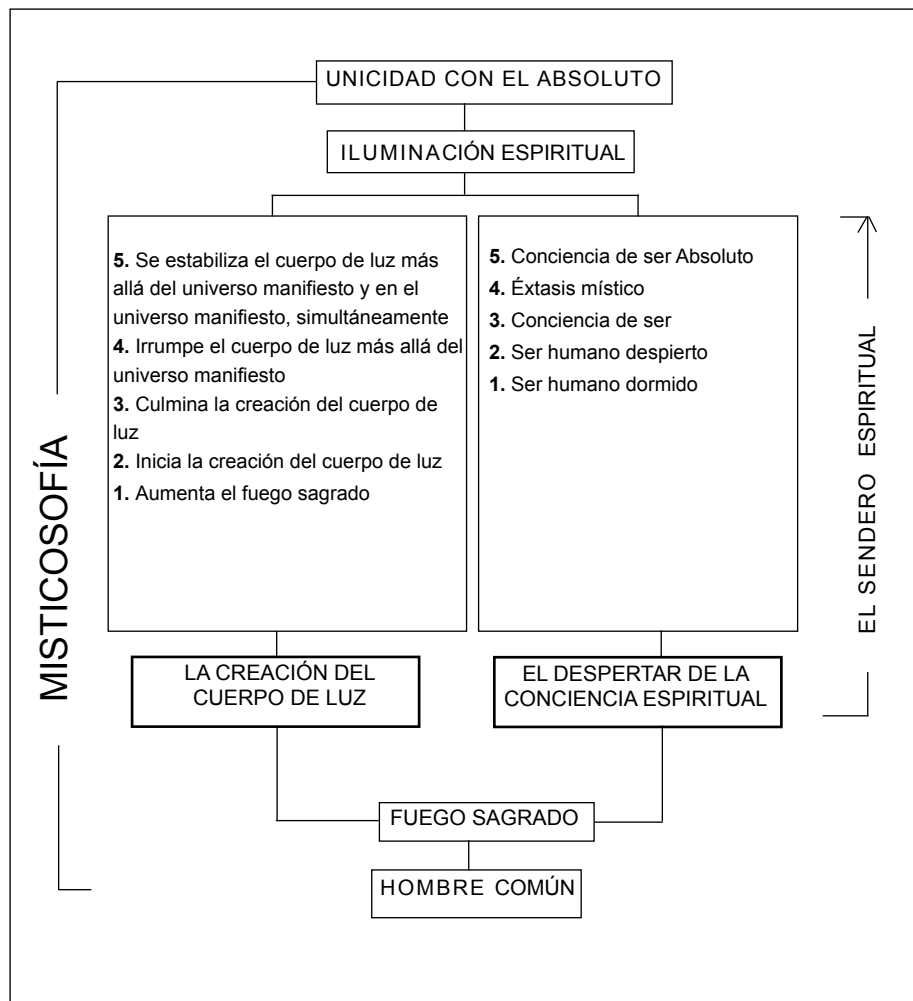 UNICIDAD CON EL ABSOLUTO
ILUMINACIÓN ESPIRITUAL
5. Se estabiliza el cuerpo de luz más
allá del universo manifiesto y en el
universo manifiesto, simultáneamente
4. Irrumpe el cuerpo de luz más allá del
universo manifiesto
3. Culmina la creación del cuerpo de
luz
2. Inicia la creación del cuerpo de luz
1. Aumenta el fuego sagrado
5. Conciencia de ser Absoluto
4. Éxtasis místico
3. Conciencia de ser
2. Ser humano despierto
1. Ser humano dormido
MISTICOSOFÍA
EL SENDERO ESPIRITUAL
LA CREACIÓN DEL
CUERPO DE LUZ
EL DESPERTAR DE LA
CONCIENCIA ESPIRITUAL
FUEGO SAGRADO
HOMBRE COMÚN